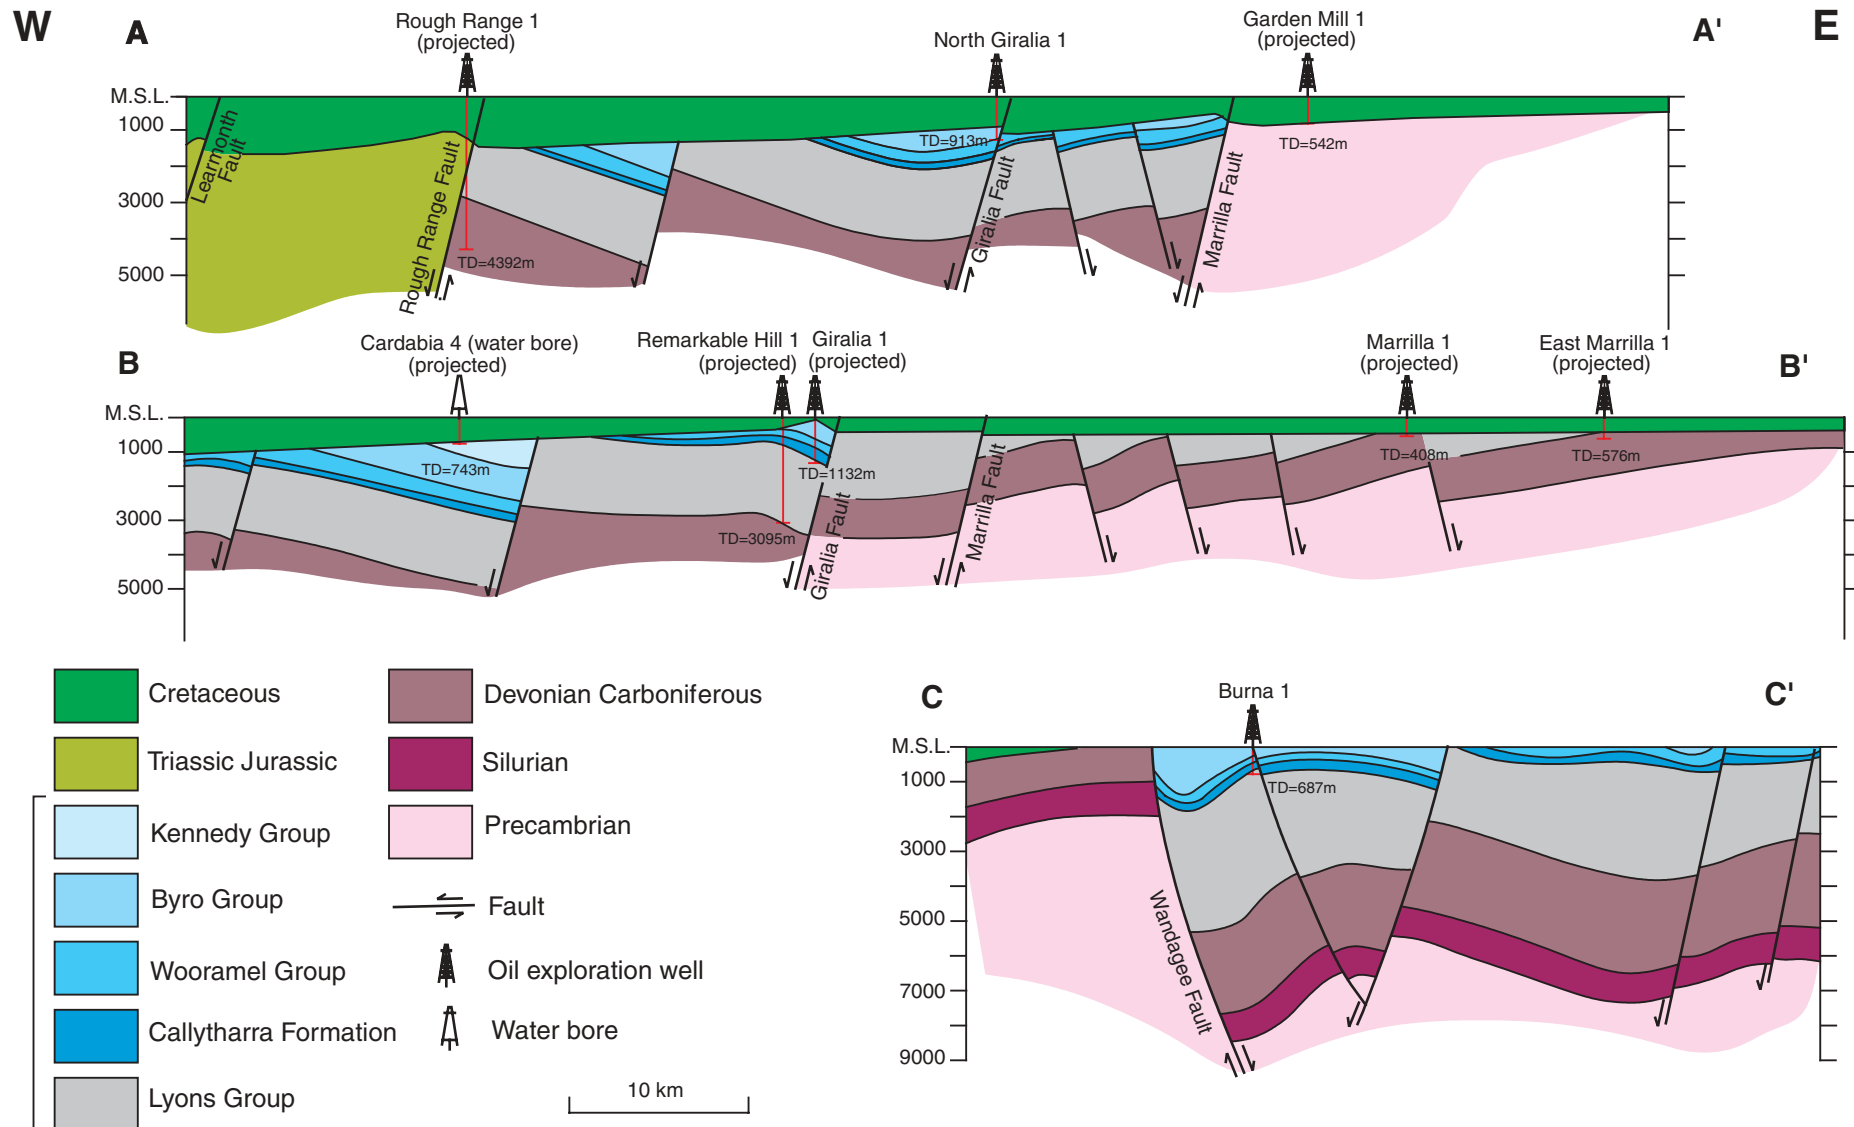 W
A
Rough Range 1
(projected)
North Giralia 1
Garden Mill 1
(projected)
A'
E
M.S.L.
1000
3000
5000
Learmonth
Fault
Rough Range Fault
TD=4392m
TD=913m
Giralia Fault
Marrilla Fault
TD=542m
B
Cardabia 4 (water bore)
(projected)
Remarkable Hill 1
(projected)
Giralia 1
(projected)
Marrilla 1
(projected)
East Marrilla 1
(projected)
B'
M.S.L.
1000
3000
5000
TD=743m
TD=3095m
TD=1132m
Giralia Fault
Marrilla Fault
TD=408m
TD=576m
Cretaceous
Triassic Jurassic
Kennedy Group
Byro Group
Wooramel Group
Callytharra Formation
Lyons Group
Devonian Carboniferous
Silurian
Precambrian
Fault
Oil exploration well
Water bore
10 km
C
Burna 1
C'
M.S.L.
1000
3000
5000
7000
9000
TD=687m
Wandagee Fault